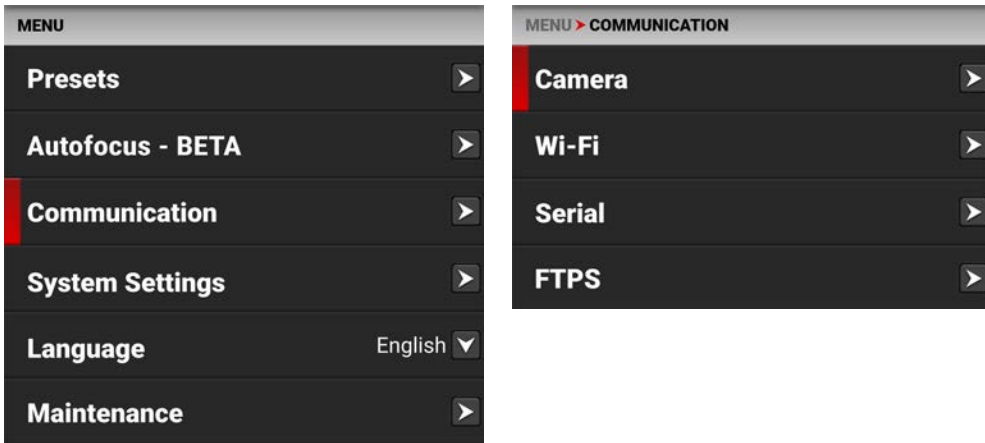 MENU
Presets
Autofocus - BETA
Communication
System Settings
Language English
Maintenance
MENU > COMMUNICATION
Camera
Wi-Fi
Serial
FTPS